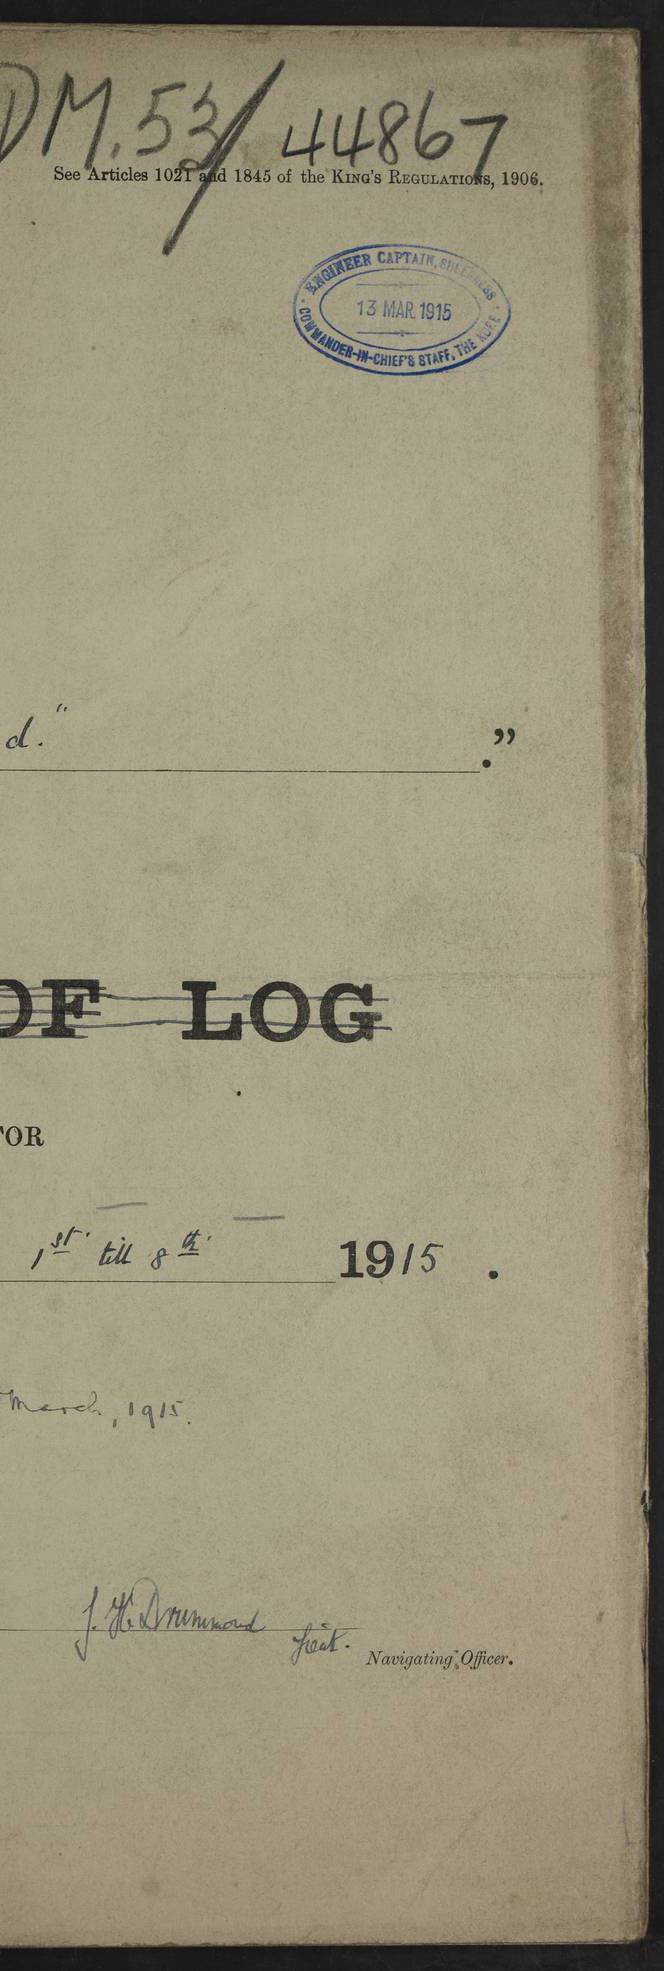 DM.53/44867
See Articles 1021 and 1845 of the KING'S REGULATIONS, 1906.
ENGINEER CAPTAIN, SHEERNESS
13 MAR 1915
COMMANDER-IN-CHIEF'S STAFF, THE NORE
d."
."
OF LOG
FOR
1st. till 8th. 1915 .
March, 1915.
J. H. Drummond
Lieut.
Navigating Officer.